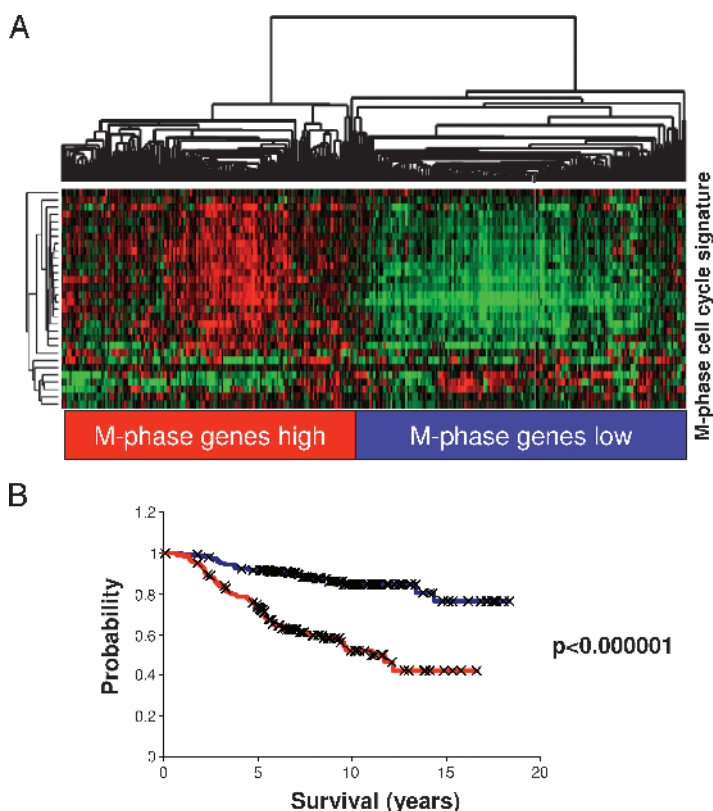 A
M-phase cell cycle signature
M-phase genes high
M-phase genes low
B
1.2
1
0.8
0.6
0.4
0.2
0
0
5
10
15
20
Probability
Survival (years)
p<0.000001